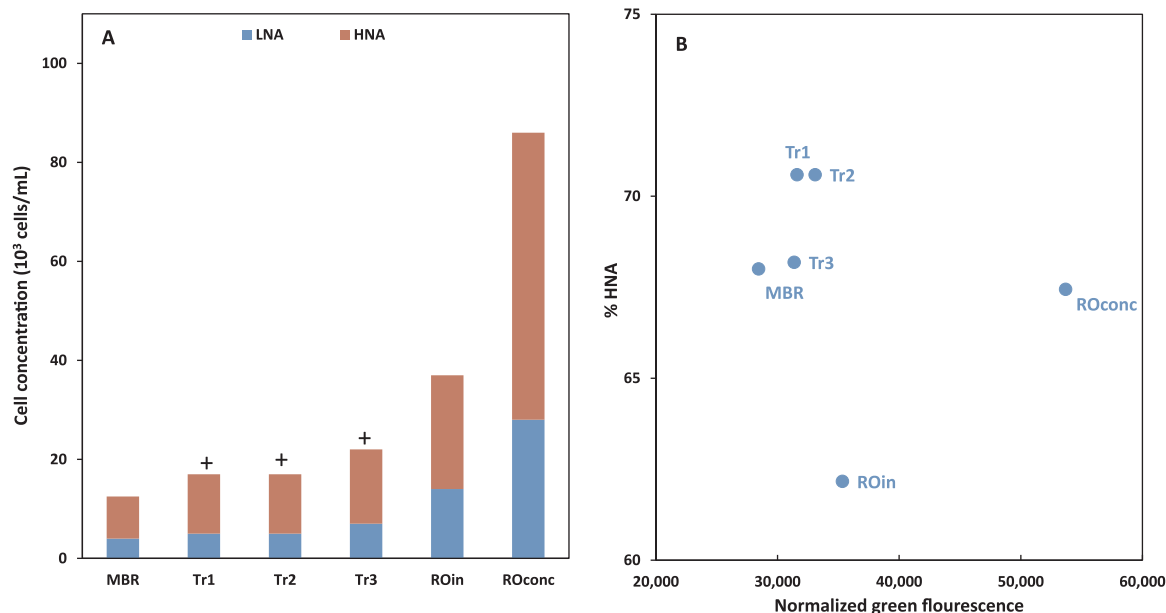 A
LNA
HNA
Cell concentration (10³ cells/mL)
100
80
60
40
20
0
+
+
+
MBR
Tr1
Tr2
Tr3
ROin
ROconc
B
% HNA
75
70
65
60
Tr1
Tr2
Tr3
MBR
ROconc
ROin
20,000
30,000
40,000
50,000
60,000
Normalized green flourescence